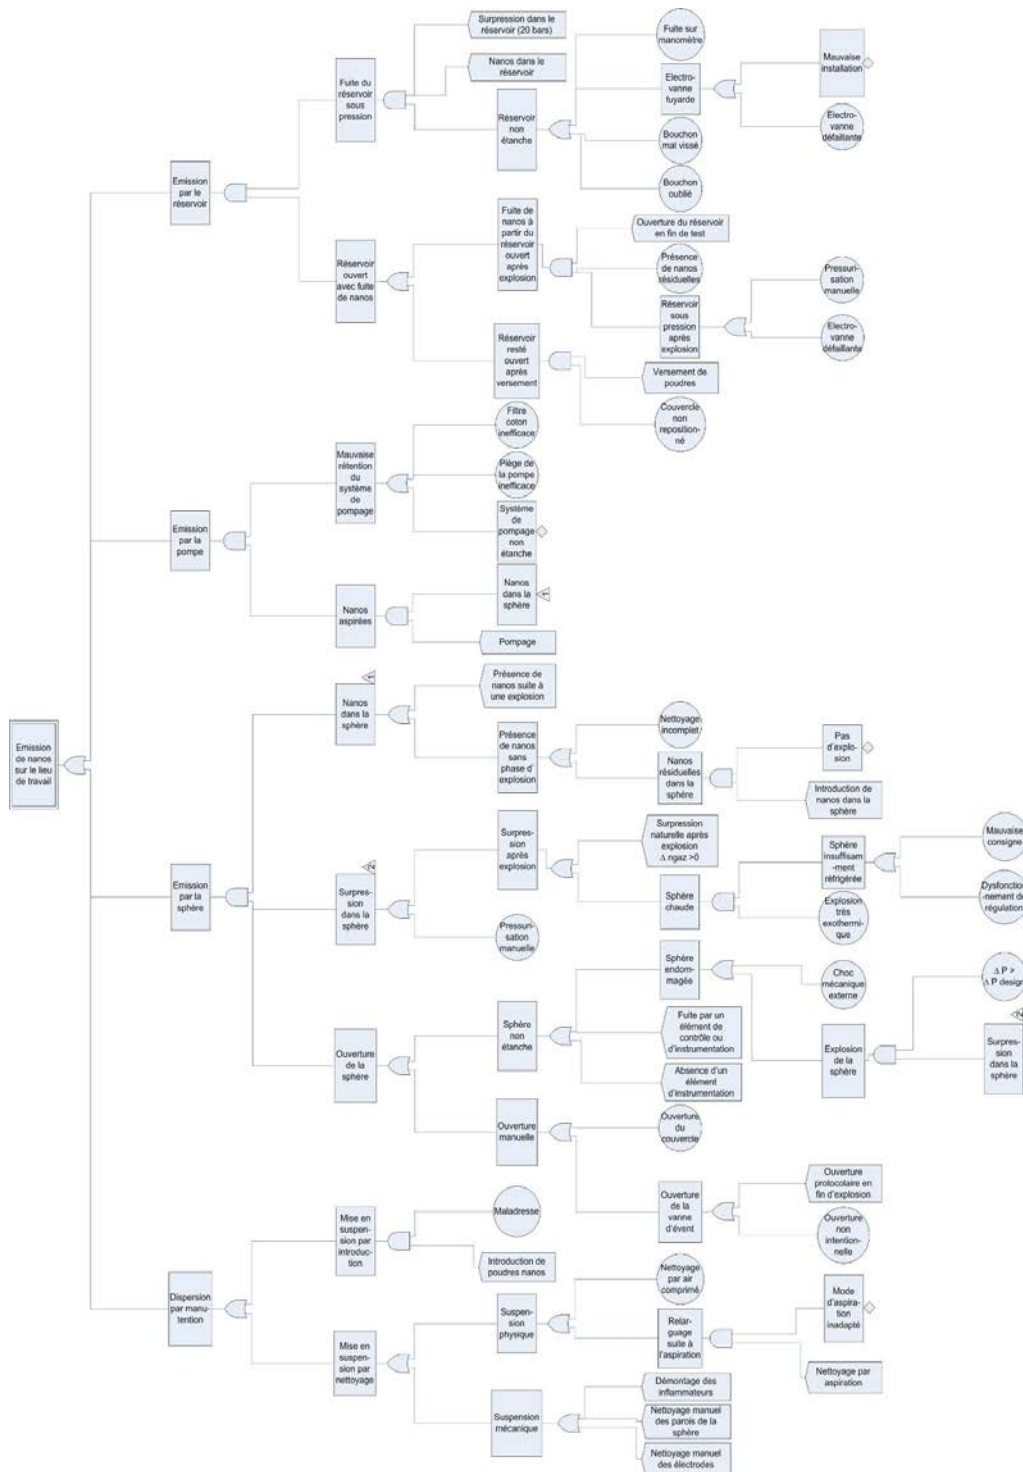 Emission
de nanos
sur le lieu
de travail
Emission
par le
réservoir
Fuite du
réservoir
sous
pression
Surpression dans le
réservoir (20 bars)
Nanos dans le
réservoir
Réservoir
non
étanche
Fuite sur
manomètre
Electro-
vanne
fuyarde
Mauvaise
installation
Electro-
vanne
défaillante
Bouchon
mal vissé
Bouchon
oublié
Réservoir
ouvert
avec fuite
de nanos
Fuite de
nanos à
partir du
réservoir
ouvert
après
explosion
Ouverture du réservoir
en fin de test
Présence
de nanos
résiduelles
Réservoir
sous
pression
après
explosion
Pressuri-
sation
manuelle
Electro-
vanne
défaillante
Réservoir
resté
ouvert
après
versement
Versement de
poudres
Couvercle
non
reposition-
né
Emission
par la
pompe
Mauvaise
rétention
du
système
de
pompage
Filtre
coton
inefficace
Piège de
la pompe
inefficace
Système
de
pompage
non
étanche
Nanos
aspirées
Nanos
dans la
sphère
1
Pompage
Emission
par la
sphère
Nanos
dans la
sphère
1
Présence de
nanos suite à
une explosion
Présence
de nanos
sans
phase d'
explosion
Nettoyage
incomplet
Nanos
résiduelles
dans la
sphère
Pas
d'explo-
sion
Introduction de
nanos dans la
sphère
Surpres-
sion
dans la
sphère
2
Surpres-
sion
après
explosion
Surpression
naturelle après
explosion
Δ ngaz >0
Sphère
chaude
Sphère
insuffisam-
ment
réfrigérée
Mauvaise
consigne
Dysfonction-
nement de
régulation
Explosion
très
exothermi-
que
Pressuri-
sation
manuelle
Ouverture
de la
sphère
Sphère
non
étanche
Sphère
endom-
magée
Choc
mécanique
externe
Explosion
de la
sphère
Δ P >
Δ P design
Surpres-
sion
dans la
sphère
2
Fuite par un
élément de
contrôle ou
d'instrumentation
Absence d'un
élément
d'instrumentation
Ouverture
manuelle
Ouverture
du
couvercle
Ouverture
de la
vanne
d'évent
Ouverture
protocolaire en
fin d'explosion
Ouverture
non
intention-
nelle
Dispersion
par manu-
tention
Mise en
suspen-
sion par
introduc-
tion
Maladresse
Introduction de
poudres nanos
Mise en
suspen-
sion par
nettoyage
Suspen-
sion
physique
Nettoyage
par air
comprimé
Relar-
guage
suite à
l'aspiration
Mode
d'aspira-
tion
inadapté
Nettoyage par
aspiration
Suspension
mécanique
Démontage des
inflammateurs
Nettoyage manuel
des parois de la
sphère
Nettoyage manuel
des électrodes